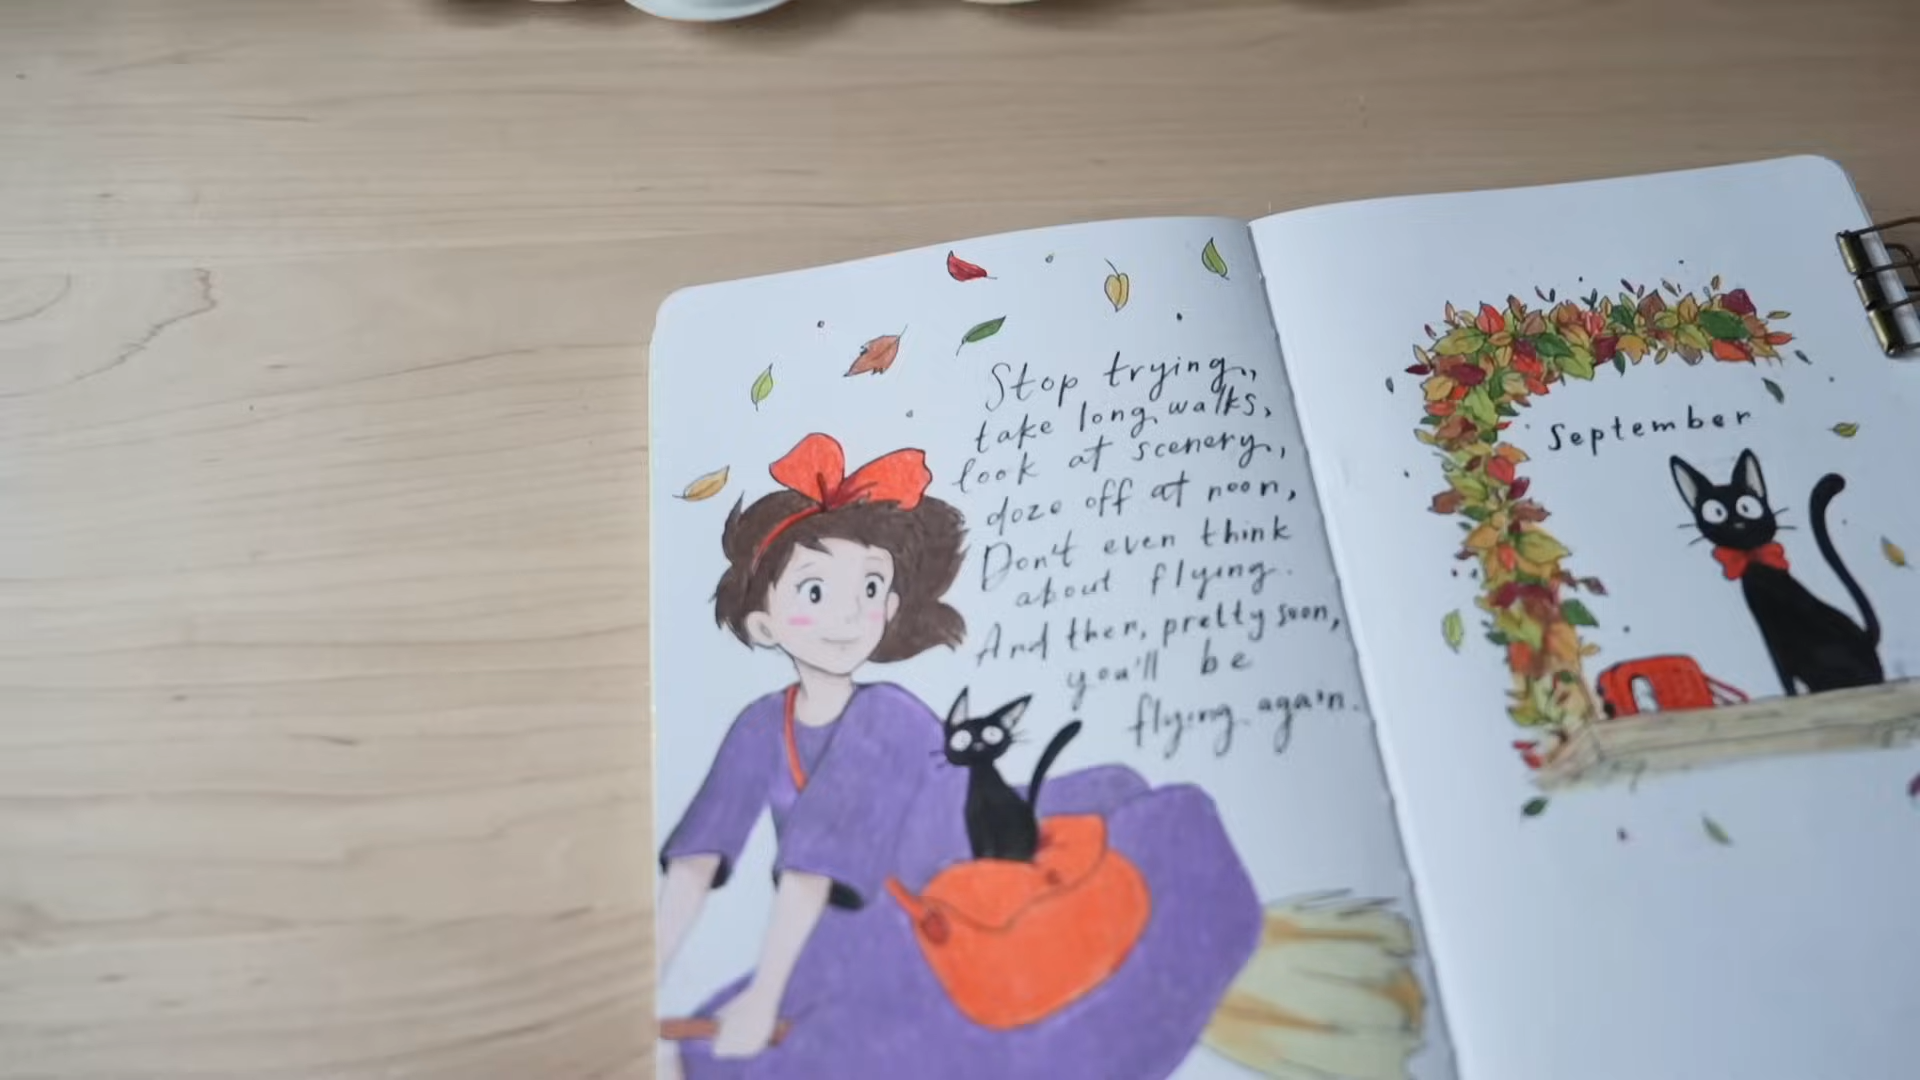 Stop trying,
take long walks,
look at scenery,
doze off at noon,
Don't even think
about flying.
And then, pretty soon,
you'll be
flying again.
September